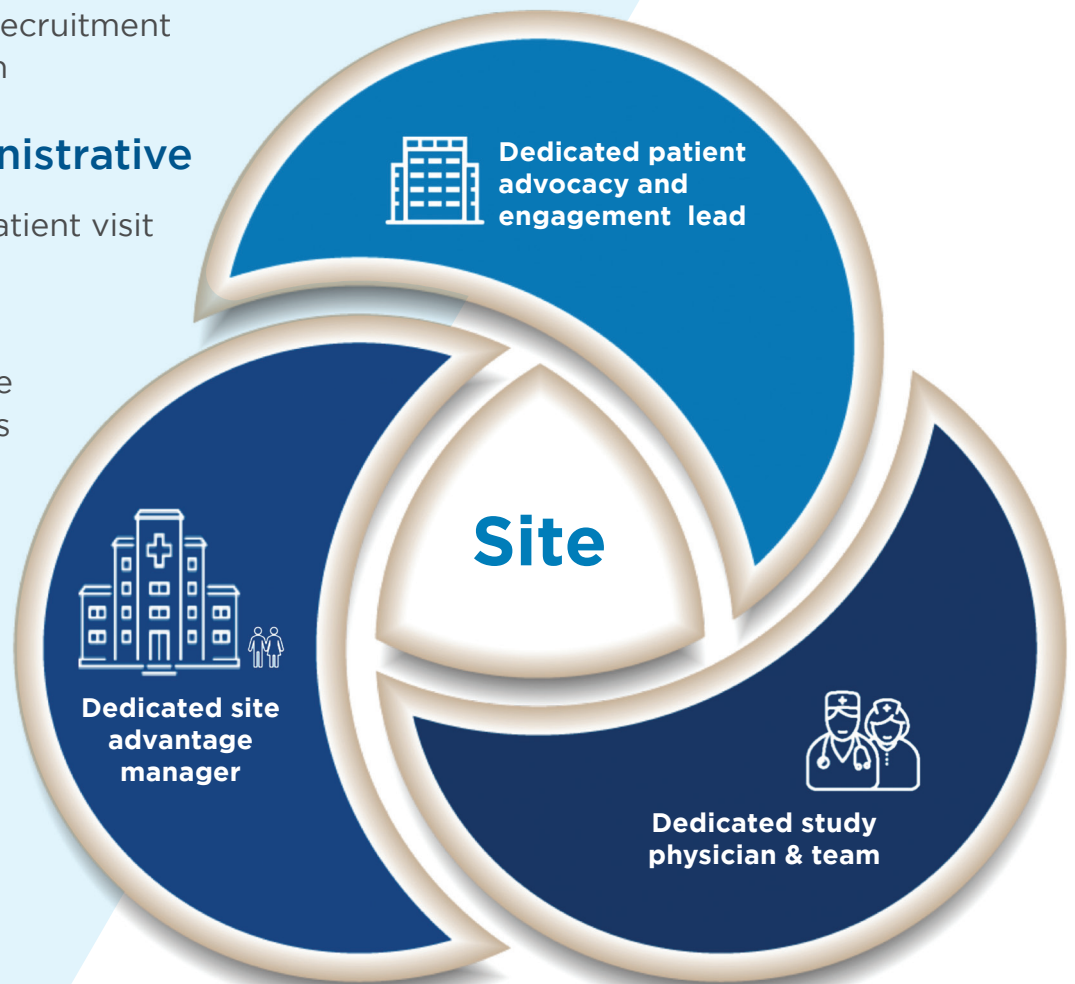 ecruitment
nistrative
atient visit
Dedicated patient
advocacy and
engagement  lead
Site
Dedicated site
advantage
manager
Dedicated study
physician & team